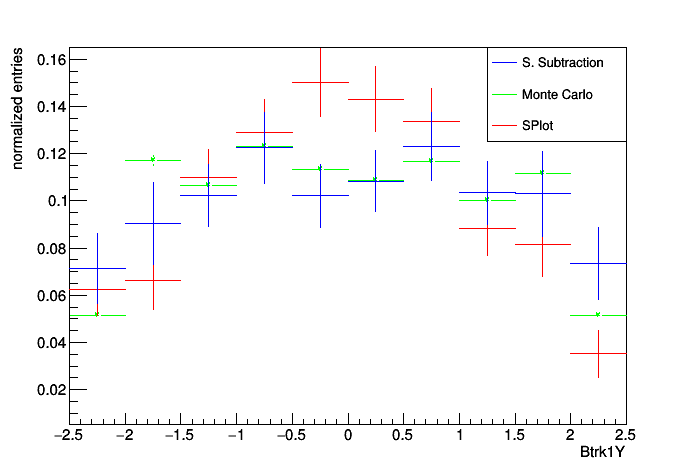 normalized entries
0.16
0.14
0.12
0.1
0.08
0.06
0.04
0.02
−2.5 −2 −1.5 −1 −0.5 0 0.5 1 1.5 2 2.5
Btrk1Y
S. Subtraction
Monte Carlo
SPlot